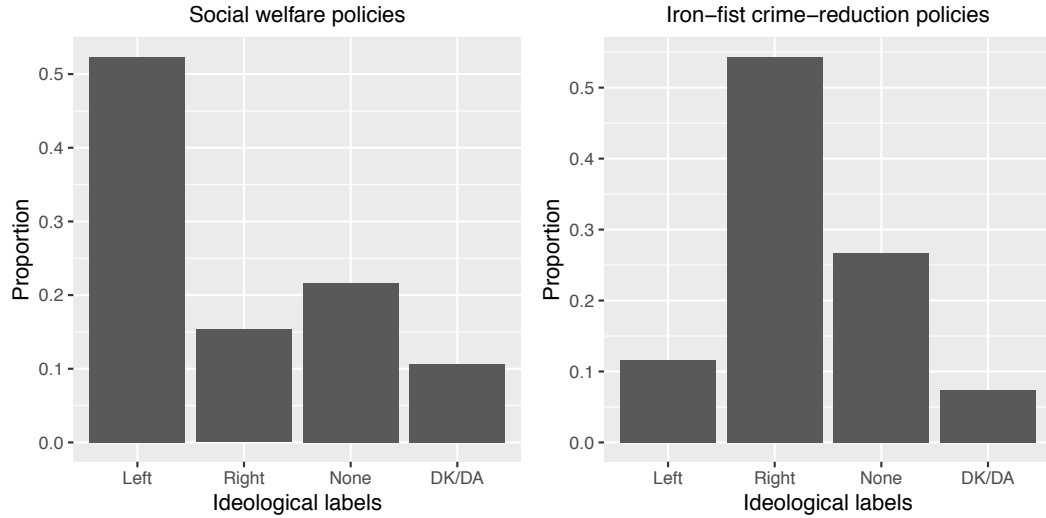 Social welfare policies
Proportion
0.5
0.4
0.3
0.2
0.1
0.0
Left Right None DK/DA
Ideological labels
Iron−fist crime−reduction policies
Proportion
0.5
0.4
0.3
0.2
0.1
0.0
Left Right None DK/DA
Ideological labels